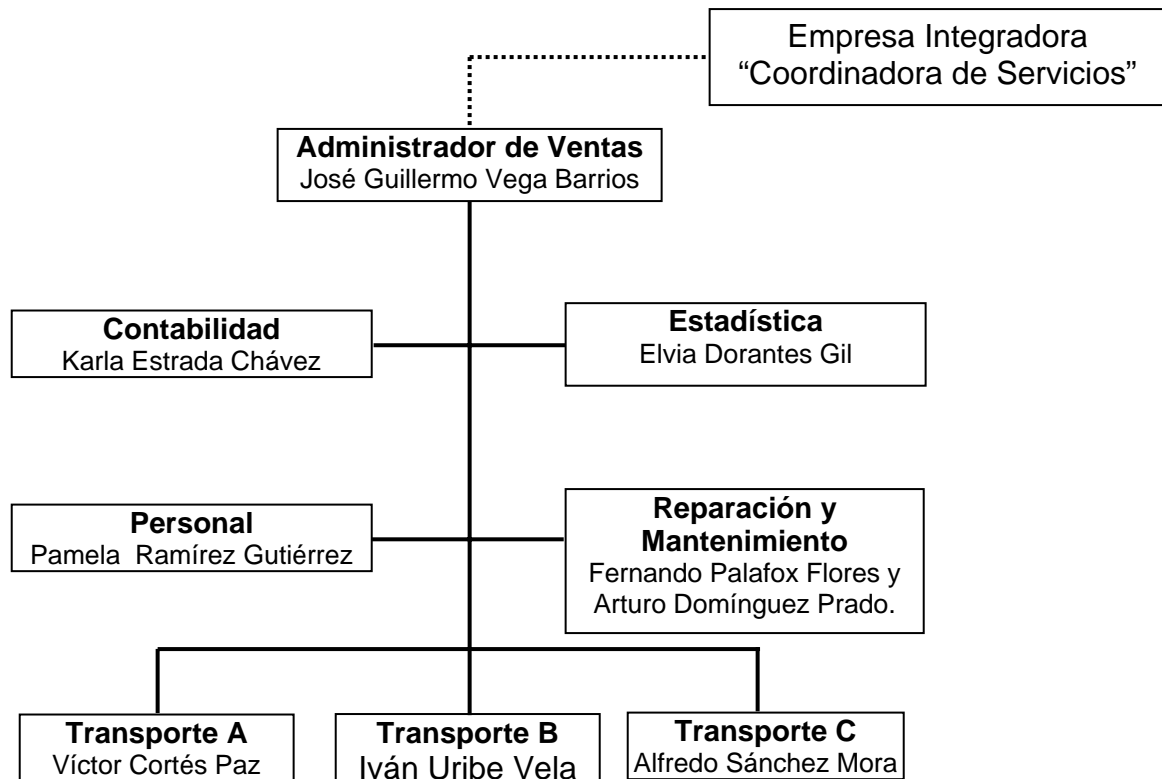 Empresa Integradora
“Coordinadora de Servicios”
Administrador de Ventas
José Guillermo Vega Barrios
Contabilidad
Karla Estrada Chávez
Estadística
Elvia Dorantes Gil
Personal
Pamela  Ramírez Gutiérrez
Reparación y
Mantenimiento
Fernando Palafox Flores y
Arturo Domínguez Prado.
Transporte A
Víctor Cortés Paz
Transporte B
Iván Uribe Vela
Transporte C
Alfredo Sánchez Mora